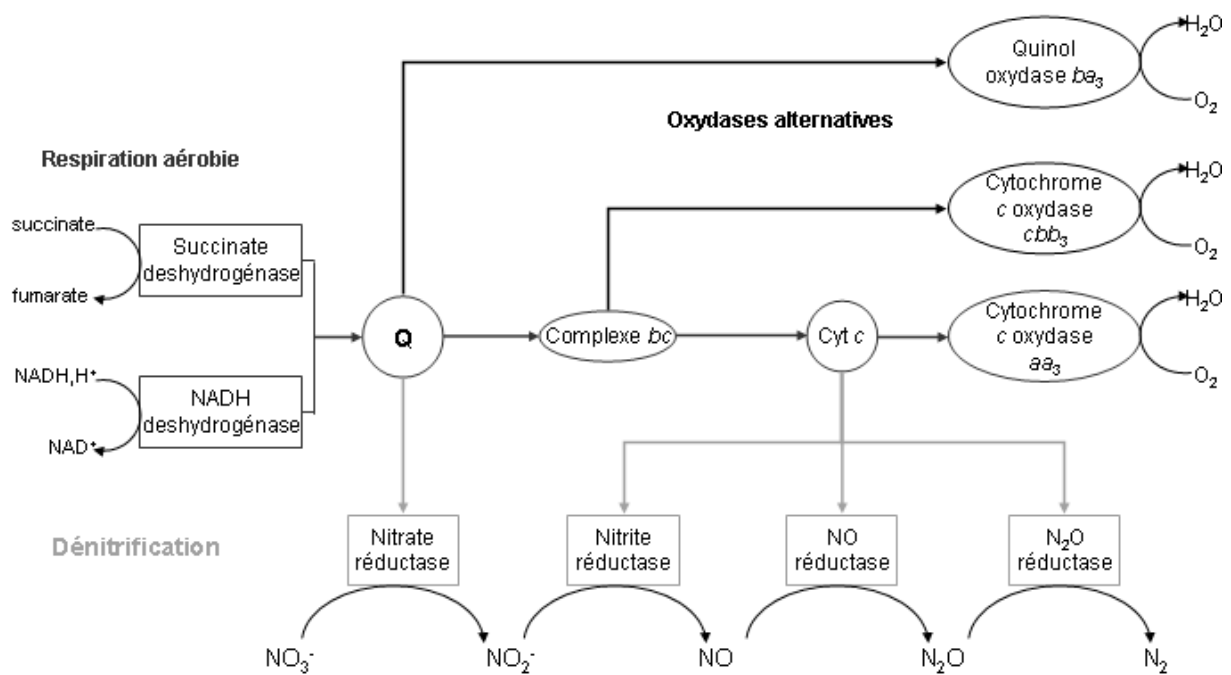 Quinol
oxydase ba₃
H₂O
O₂
Oxydases alternatives
Respiration aérobie
Cytochrome
c oxydase
cbb₃
H₂O
O₂
succinate
fumarate
Succinate
deshydrogénase
NADH,H⁺
NAD⁺
NADH
deshydrogénase
Q
Complexe bc
Cyt c
Cytochrome
c oxydase
aa₃
H₂O
O₂
Dénitrification
Nitrate
réductase
Nitrite
réductase
NO
réductase
N₂O
réductase
NO₃⁻
NO₂⁻
NO
N₂O
N₂